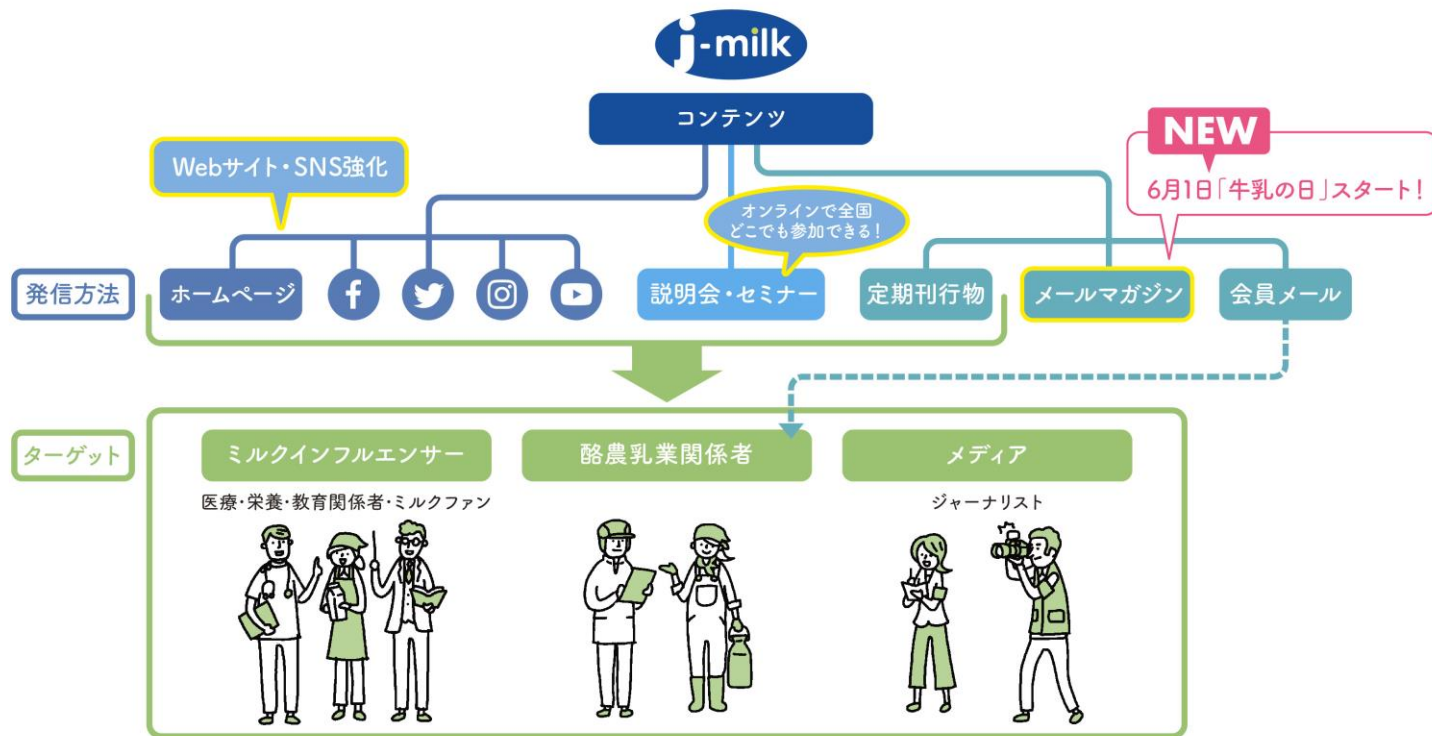 j-milk
コンテンツ
NEW
6月1日「牛乳の日」スタート!
Webサイト・SNS強化
オンラインで全国
どこでも参加できる!
発信方法
ホームページ
説明会・セミナー
定期刊行物
メールマガジン
会員メール
ターゲット
ミルクインフルエンサー
酪農乳業関係者
メディア
医療・栄養・教育関係者・ミルクファン
ジャーナリスト